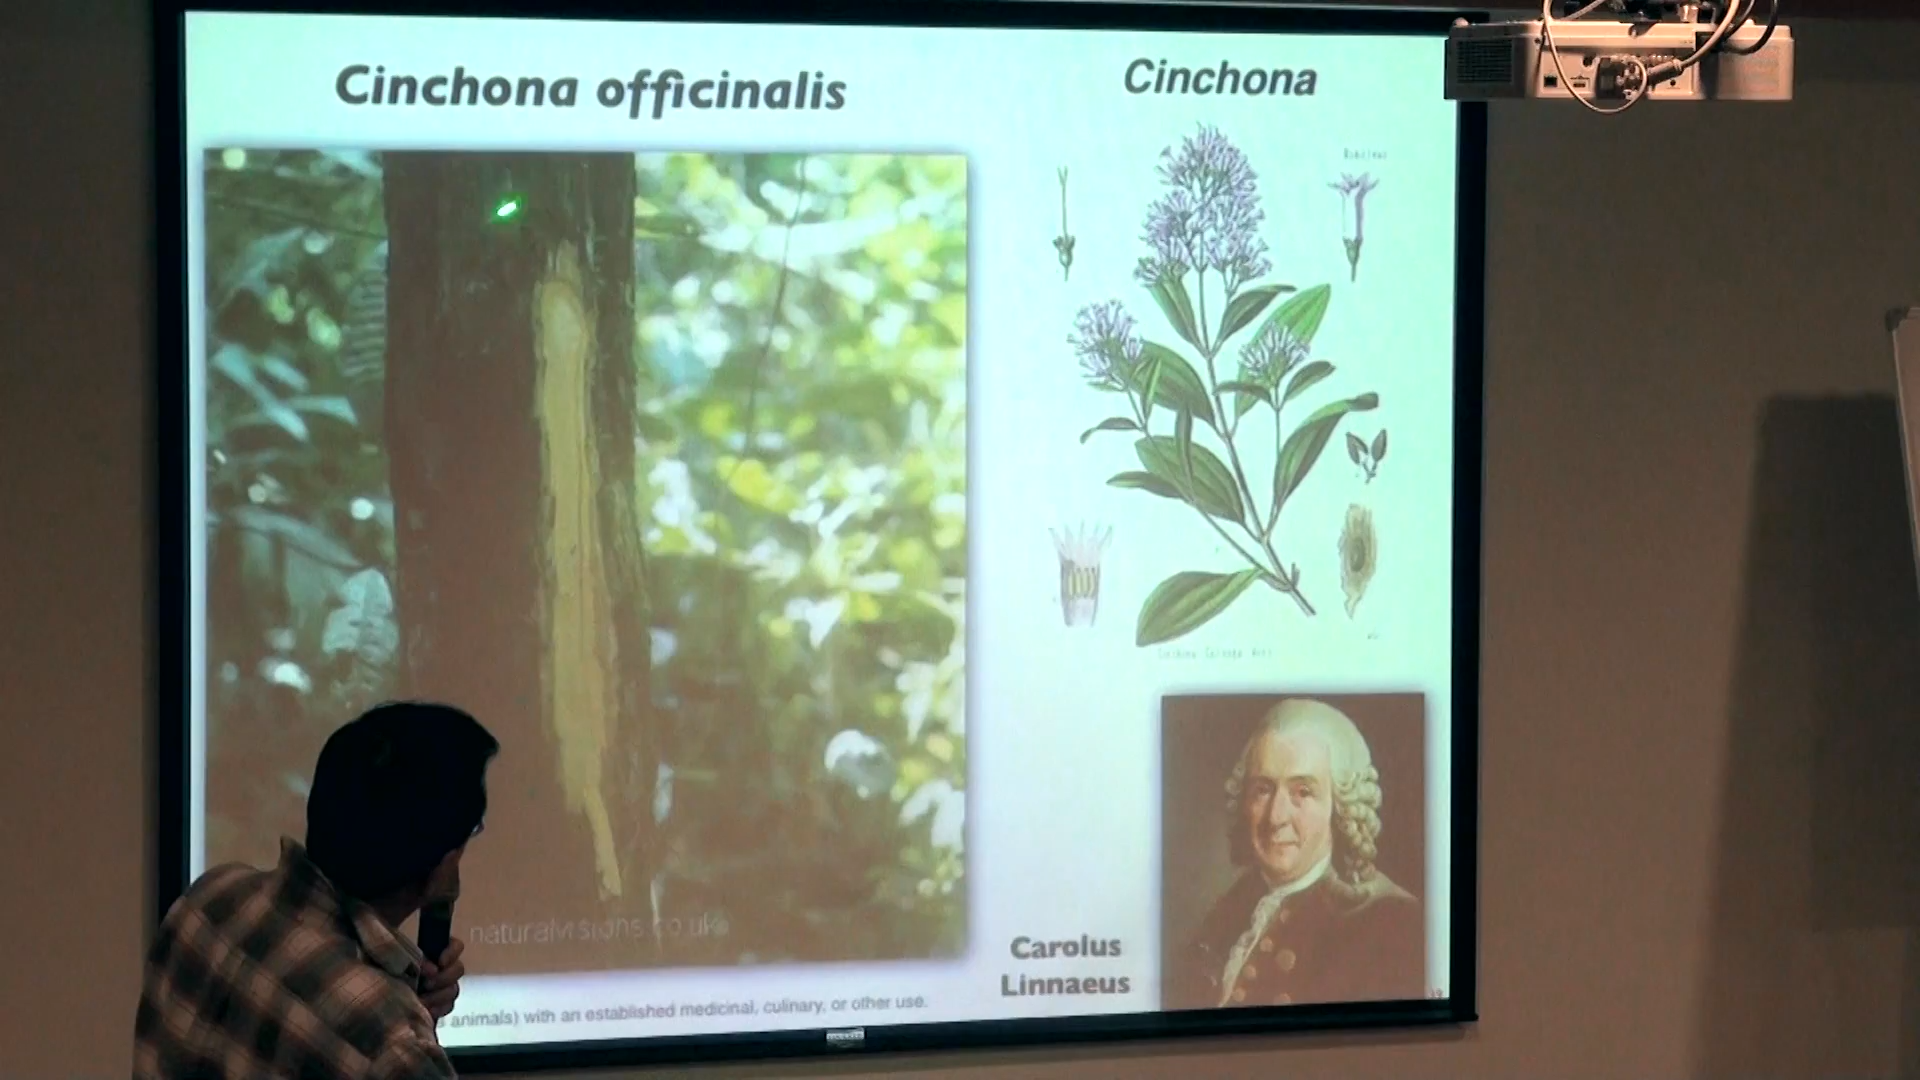 Cinchona officinalis
Cinchona
naturalvisions.co.uk
Carolus
Linnaeus
animals) with an established medicinal, culinary, or other use.